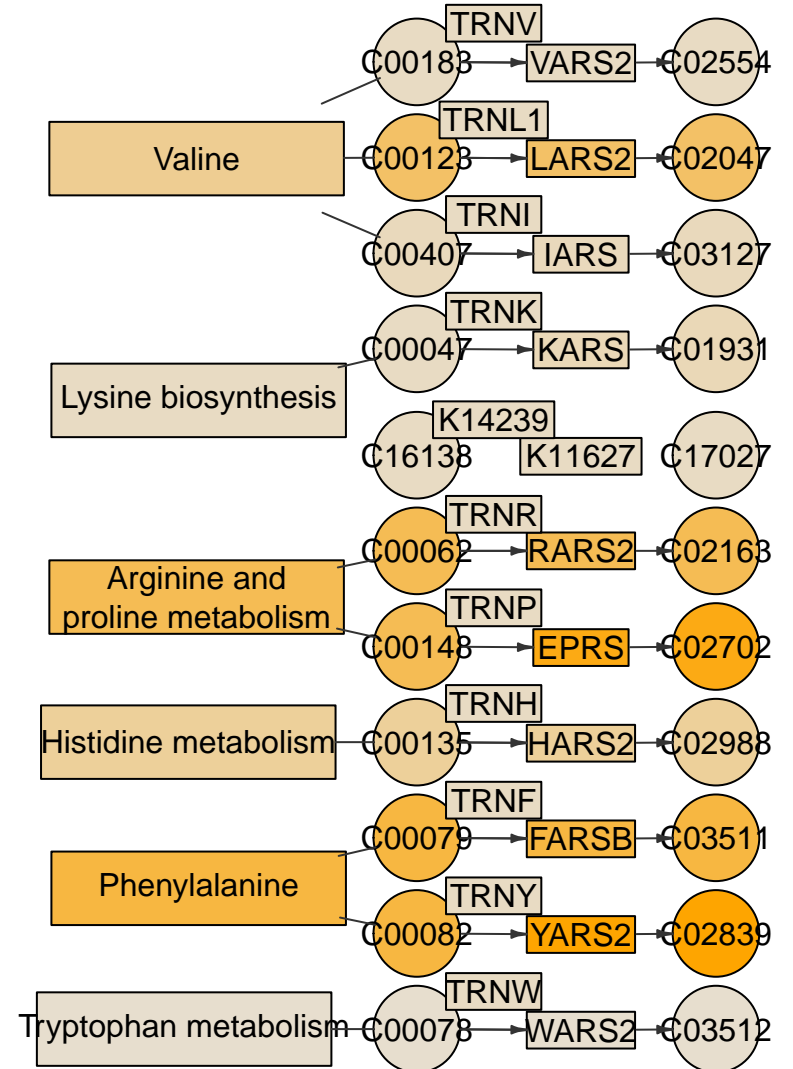 TRNV
C00183 VARS2 C02554
TRNL1
Valine C00123 LARS2 C02047
TRNI
C00407 IARS C03127
TRNK
C00047 KARS C01931
Lysine biosynthesis
K14239
C16138 K11627 C17027
TRNR
C00062 RARS2 C02163
Arginine and
proline metabolism
TRNP
C00148 EPRS C02702
TRNH
Histidine metabolism C00135 HARS2 C02988
TRNF
C00079 FARSB C03511
Phenylalanine
TRNY
C00082 YARS2 C02839
TRNW
Tryptophan metabolism C00078 WARS2 C03512